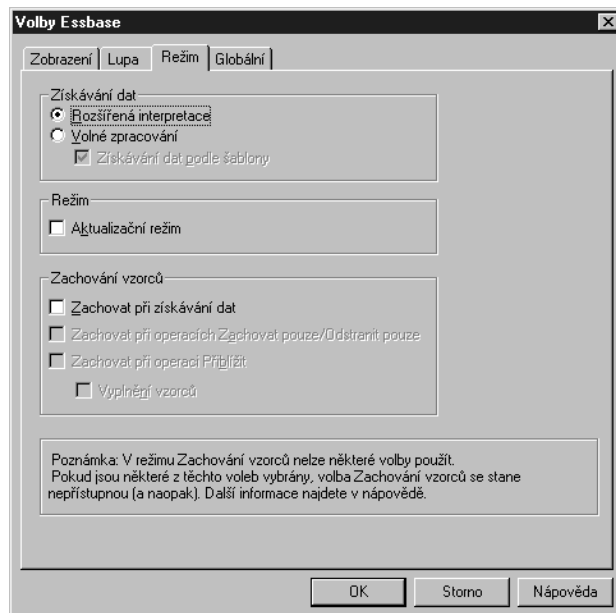 Volby Essbase
Zobrazení Lupa Režim Globální
Získávání dat
Rozšířená interpretace
Volné zpracování
Získávání dat podle šablony
Režim
Aktualizační režim
Zachování vzorců
Zachovat při získávání dat
Zachovat při operacích Zachovat pouze/Odstranit pouze
Zachovat při operaci Přiblížit
Vyplnění vzorců
Poznámka: V režimu Zachování vzorců nelze některé volby použít.
Pokud jsou některé z těchto voleb vybrány, volba Zachování vzorců se stane
nepřístupnou (a naopak). Další informace najdete v nápovědě.
OK Storno Nápověda